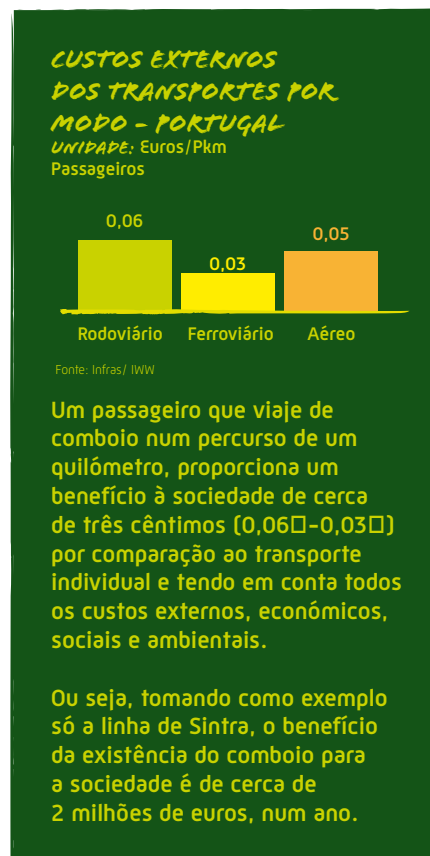 CUSTOS EXTERNOS
DOS TRANSPORTES POR
MODO - PORTUGAL
UNIDADE: Euros/Pkm
Passageiros
0,06
0,03
0,05
Rodoviário Ferroviário Aéreo
Fonte: Infras/ IWW
Um passageiro que viaje de
comboio num percurso de um
quilómetro, proporciona um
benefício à sociedade de cerca
de três cêntimos (0,06□-0,03□)
por comparação ao transporte
individual e tendo em conta todos
os custos externos, económicos,
sociais e ambientais.
Ou seja, tomando como exemplo
só a linha de Sintra, o benefício
da existência do comboio para
a sociedade é de cerca de
2 milhões de euros, num ano.